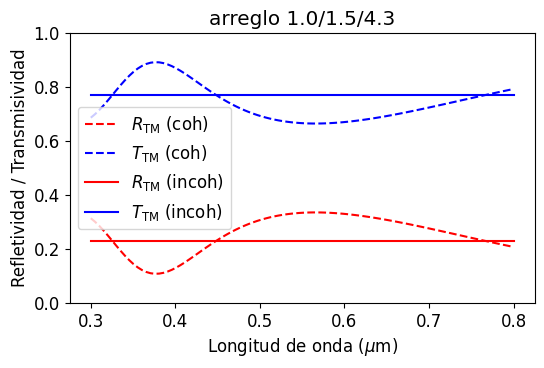 arreglo 1.0/1.5/4.3
Refletividad / Transmisividad
1.0
0.8
0.6
0.4
0.2
0.0
R_TM (coh)
T_TM (coh)
R_TM (incoh)
T_TM (incoh)
0.3 0.4 0.5 0.6 0.7 0.8
Longitud de onda (μm)